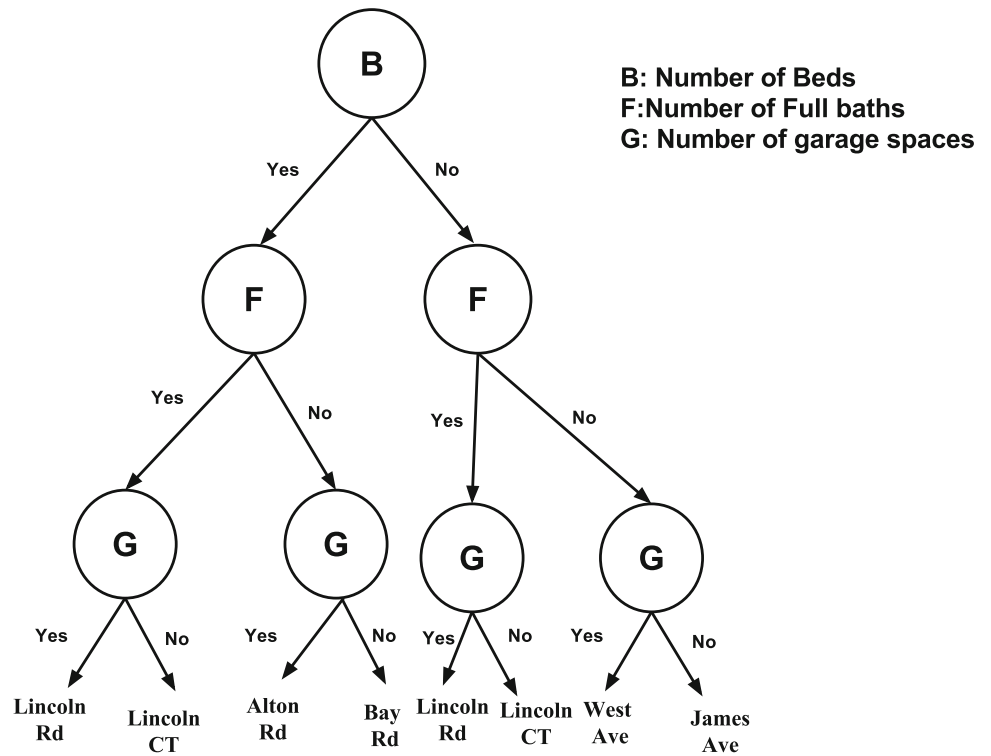 B
B: Number of Beds
F:Number of Full baths
G: Number of garage spaces
Yes
No
F
F
Yes
No
Yes
No
G
G
G
G
Yes
No
Yes
No
Yes
No
Yes
No
Lincoln
Rd
Lincoln
CT
Alton
Rd
Bay
Rd
Lincoln
Rd
Lincoln
CT
West
Ave
James
Ave